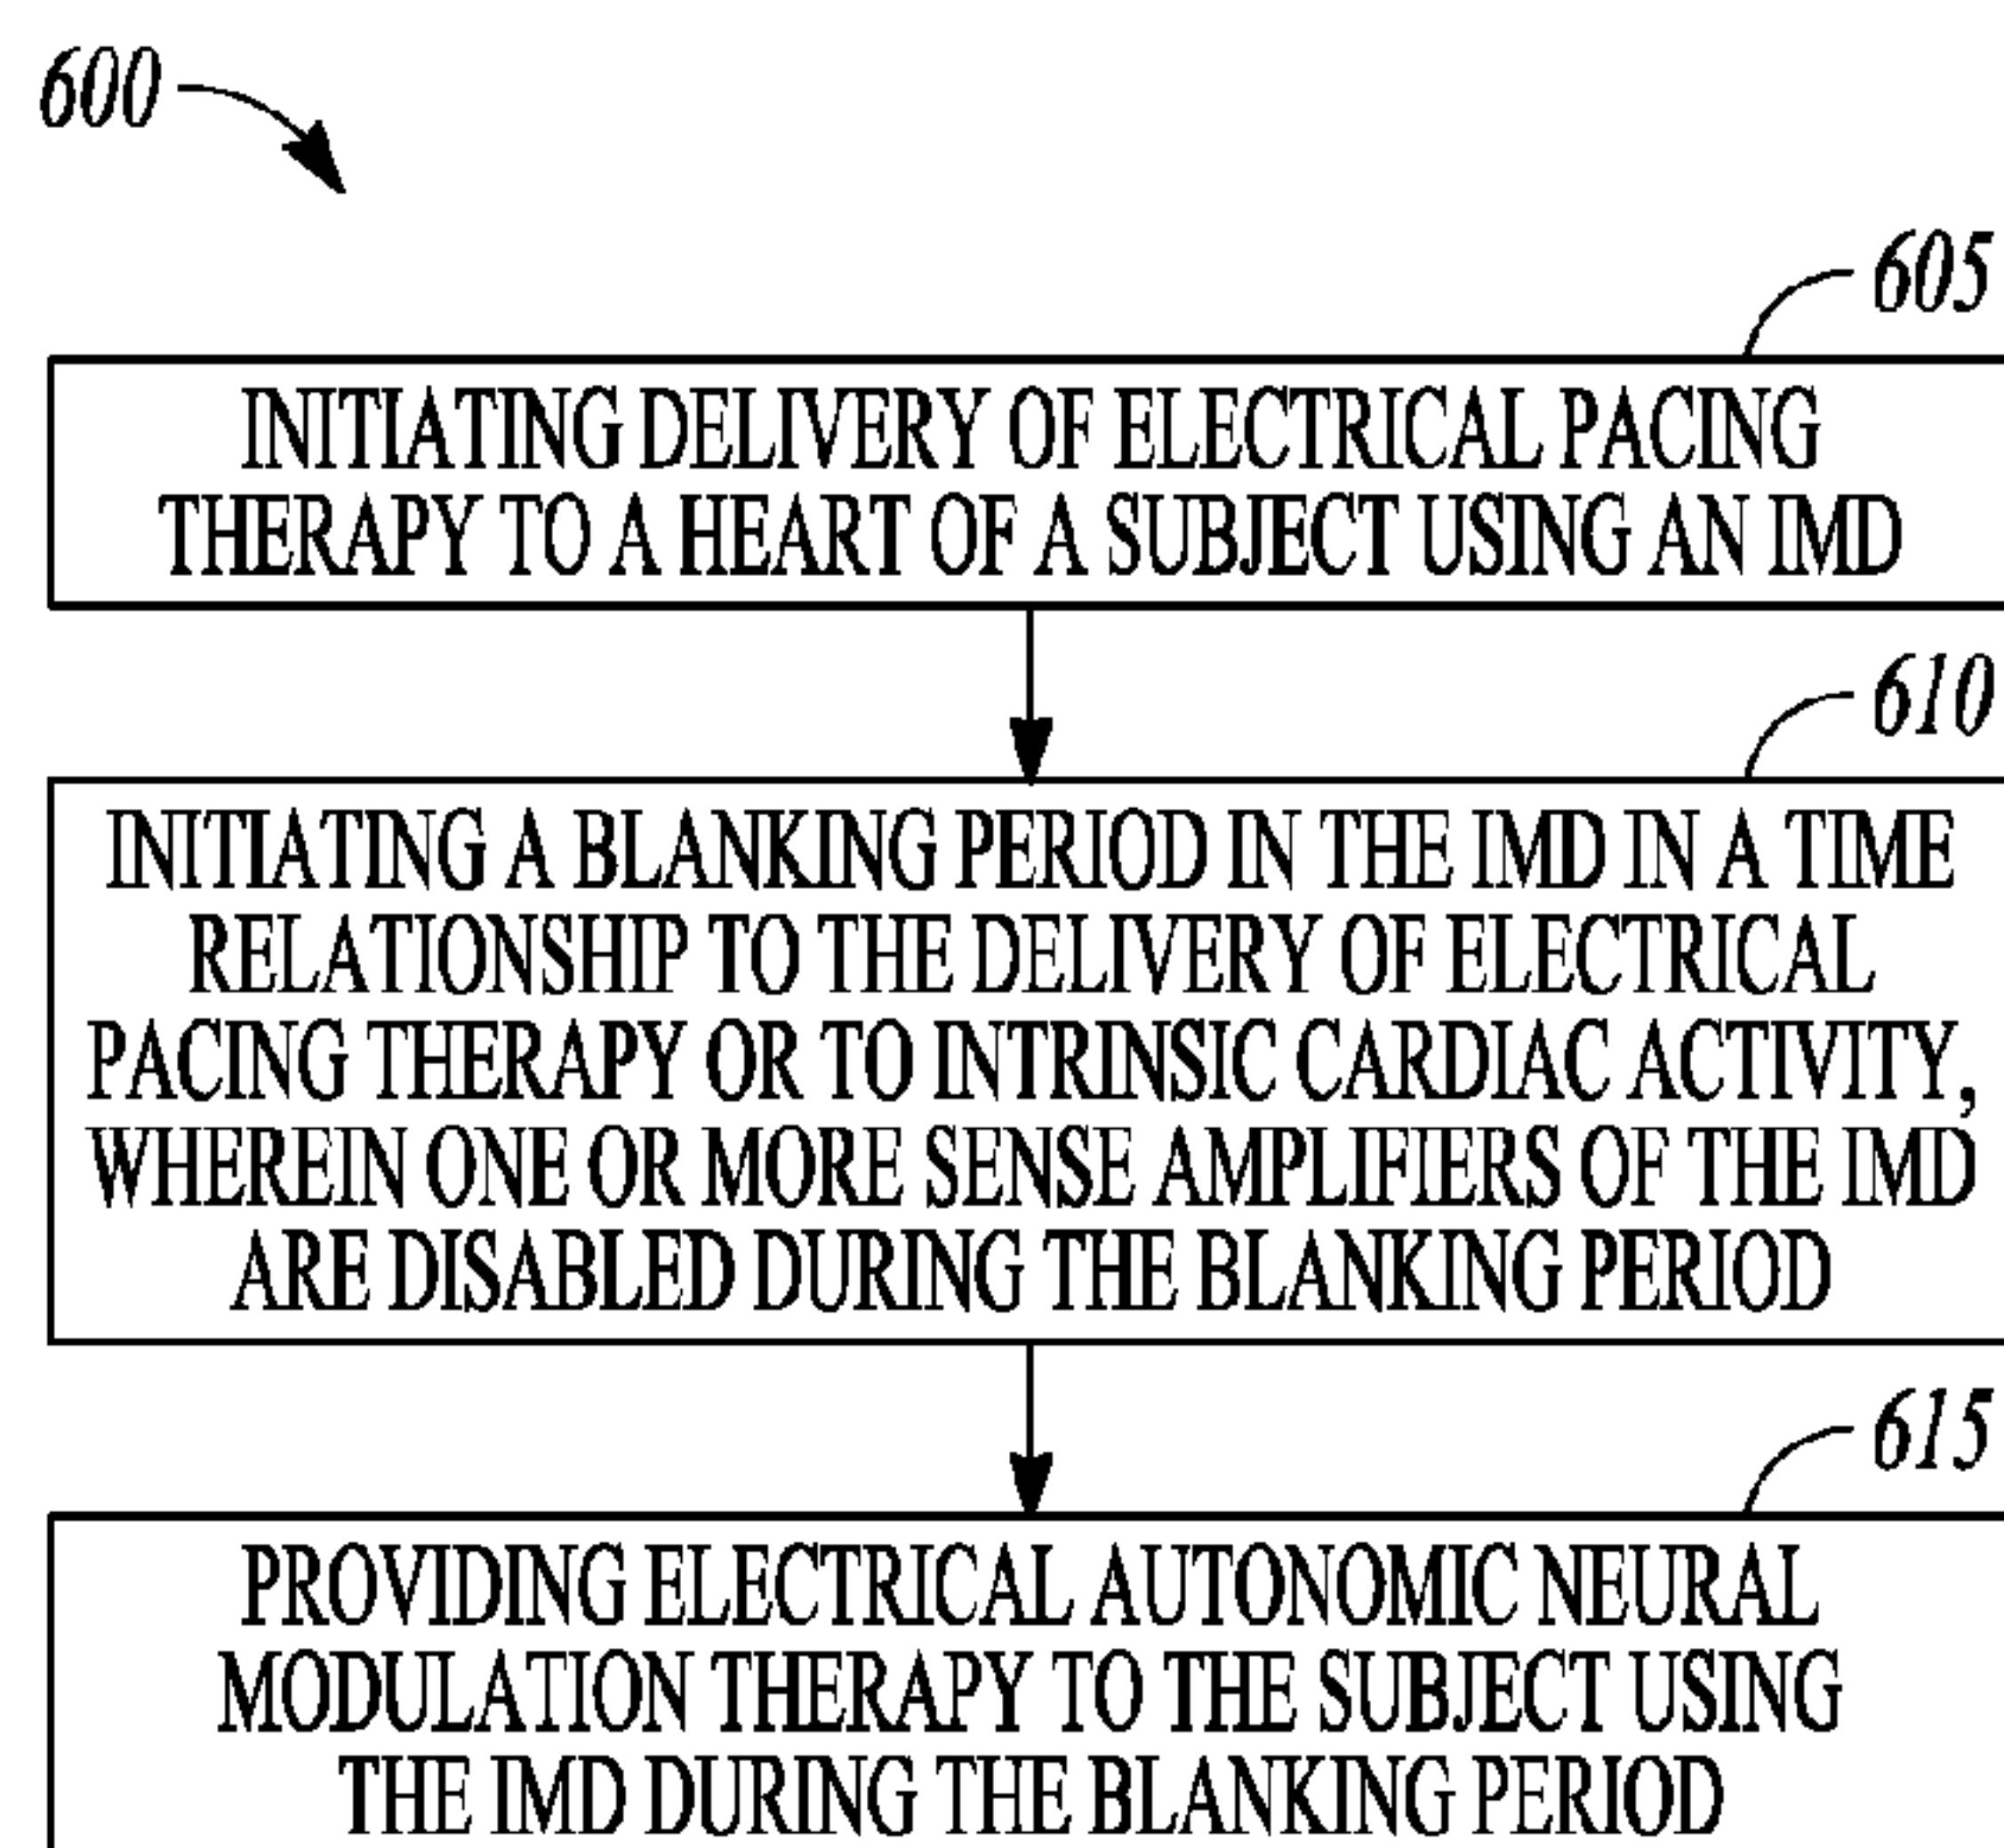 600
605
INITIATING DELIVERY OF ELECTRICAL PACING
THERAPY TO A HEART OF A SUBJECT USING AN IMD
610
INITIATING A BLANKING PERIOD IN THE IMD IN A TIME
RELATIONSHIP TO THE DELIVERY OF ELECTRICAL
PACING THERAPY OR TO INTRINSIC CARDIAC ACTIVITY,
WHEREIN ONE OR MORE SENSE AMPLIFIERS OF THE IMD
ARE DISABLED DURING THE BLANKING PERIOD
615
PROVIDING ELECTRICAL AUTONOMIC NEURAL
MODULATION THERAPY TO THE SUBJECT USING
THE IMD DURING THE BLANKING PERIOD